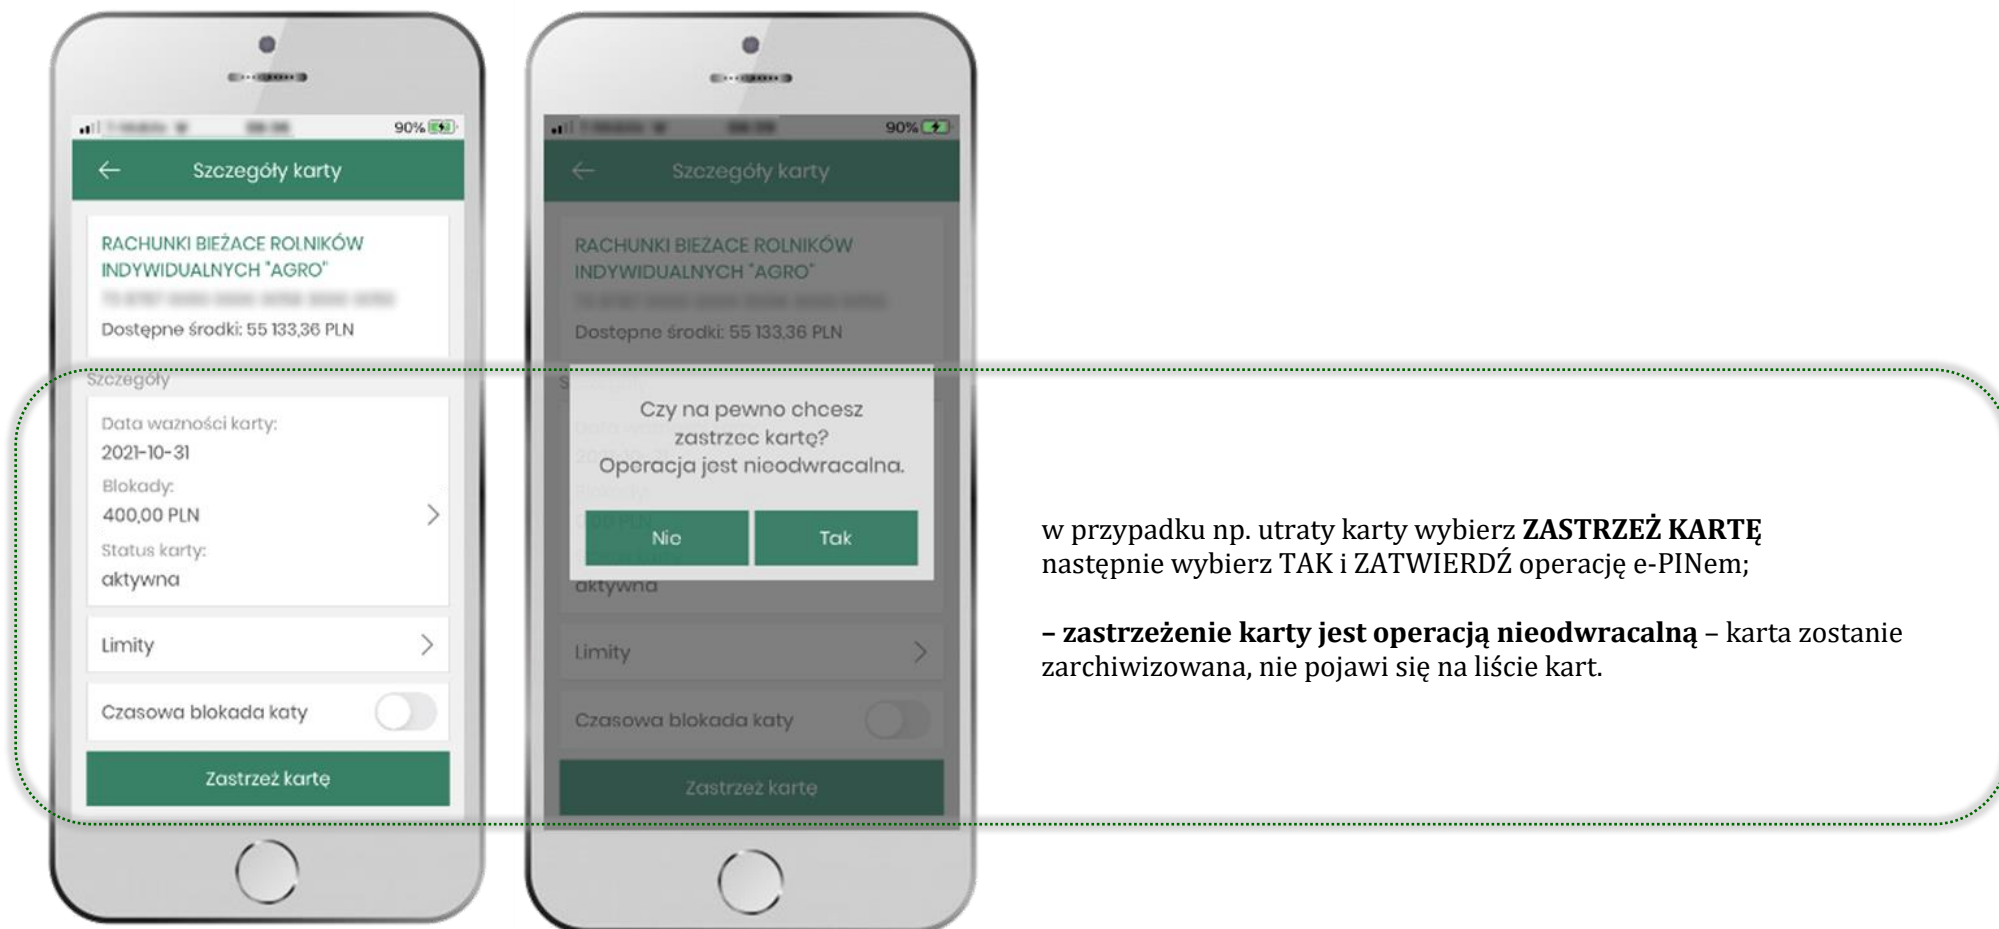 90%
Szczegóły karty
RACHUNKI BIEŻACE ROLNIKÓW
INDYWIDUALNYCH "AGRO"
Dostępne środki: 55 133,36 PLN
Szczegóły
Data ważności karty:
2021-10-31
Blokady:
400,00 PLN
Status karty:
aktywna
Limity
Czasowa blokada katy
Zastrzeż kartę
90%
Szczegóły karty
RACHUNKI BIEŻACE ROLNIKÓW
INDYWIDUALNYCH "AGRO"
Dostępne środki: 55 133,36 PLN
Czy na pewno chcesz
zastrzec kartę?
Operacja jest nieodwracalna.
Nie Tak
aktywna
Limity
Czasowa blokada katy
Zastrzeż kartę
w przypadku np. utraty karty wybierz ZASTRZEŻ KARTĘ
następnie wybierz TAK i ZATWIERDŹ operację e-PINem;
– zastrzeżenie karty jest operacją nieodwracalną – karta zostanie
zarchiwizowana, nie pojawi się na liście kart.